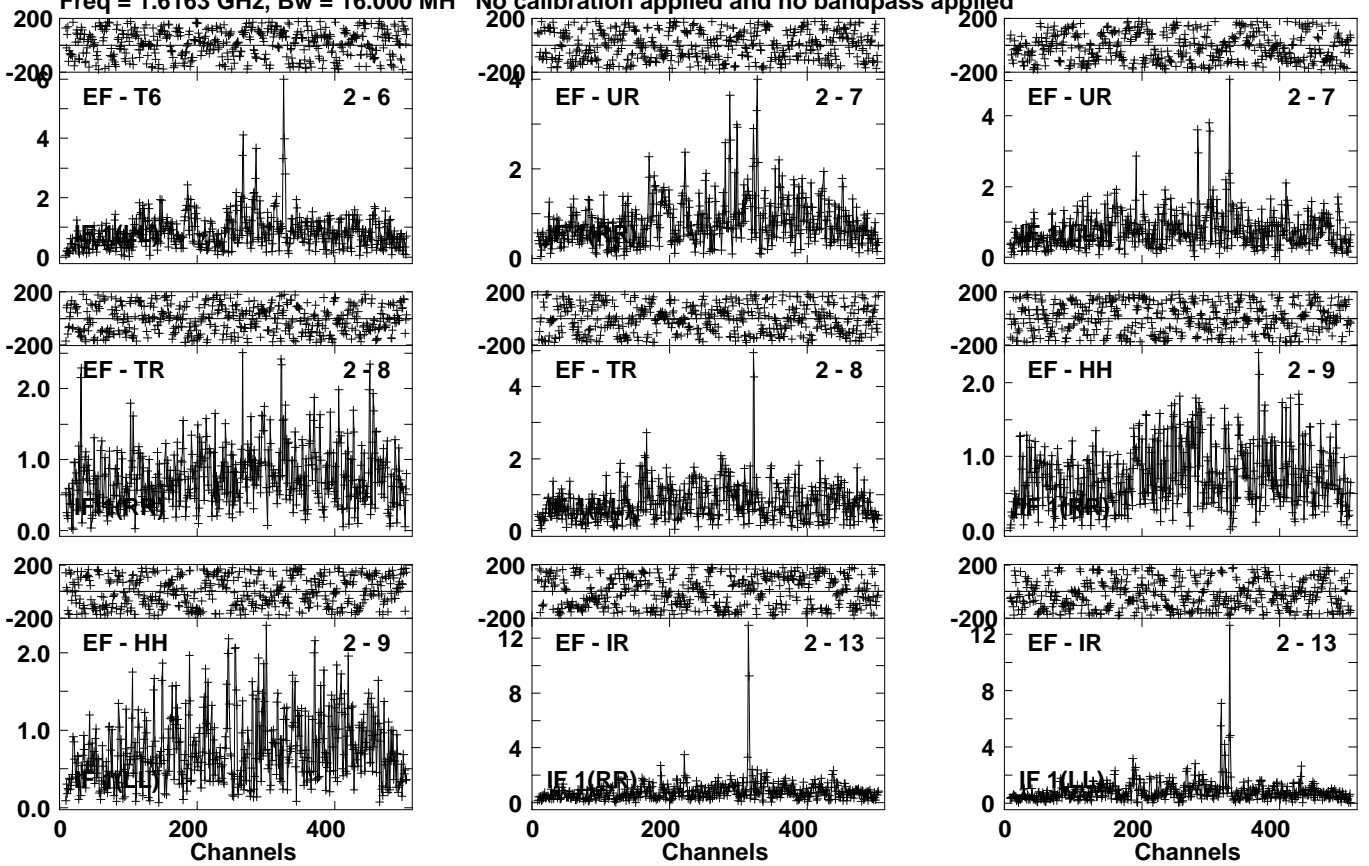 Freq = 1.6163 GHz, Bw = 16.000 MH No calibration applied and no bandpass applied
200 200 200
-200 -200 -200
6 4
EF - T6 2 - 6 EF - UR 2 - 7 EF - UR 2 - 7
4 4
2 2 2
IF 1(RR)
0 0 0
200 200 200
-200 -200 -200
EF - TR 2 - 8 EF - TR 2 - 8 EF - HH 2 - 9
2.0 4 2.0
1.0 2 1.0
IF 1(RR) IF 1(RR)
0.0 0 0.0
200 200 200
-200 -200 -200
EF - HH 2 - 9 EF - IR 2 - 13 EF - IR 2 - 13
2.0 12 12
8 8
1.0 4 4
IF 1(LL) IF 1(RR) IF 1(LL)
0.0 0 0
0 200 400 0 200 400 0 200 400
Channels Channels Channels